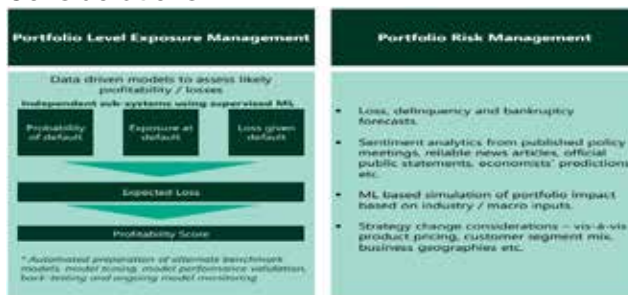 Portfolio Level Exposure Management
Data driven models to assess likely
profitability / losses
Independent sub-systems using supervised ML
Probability
of default
Exposure at
default
Loss given
default
Expected Loss
Profitability Score
* Automated preparation of alternate benchmark
models, model tuning, model performance validation,
back-testing and ongoing model monitoring
Portfolio Risk Management
• Loss, delinquency and bankruptcy
forecasts.
• Sentiment analytics from published policy
meetings, reliable news articles, official
public statements, economists' predictions
etc.
• ML based simulation of portfolio impact
based on industry / macro inputs.
• Strategy change considerations – vis-à-vis
product pricing, customer segment mix,
business geographies etc.